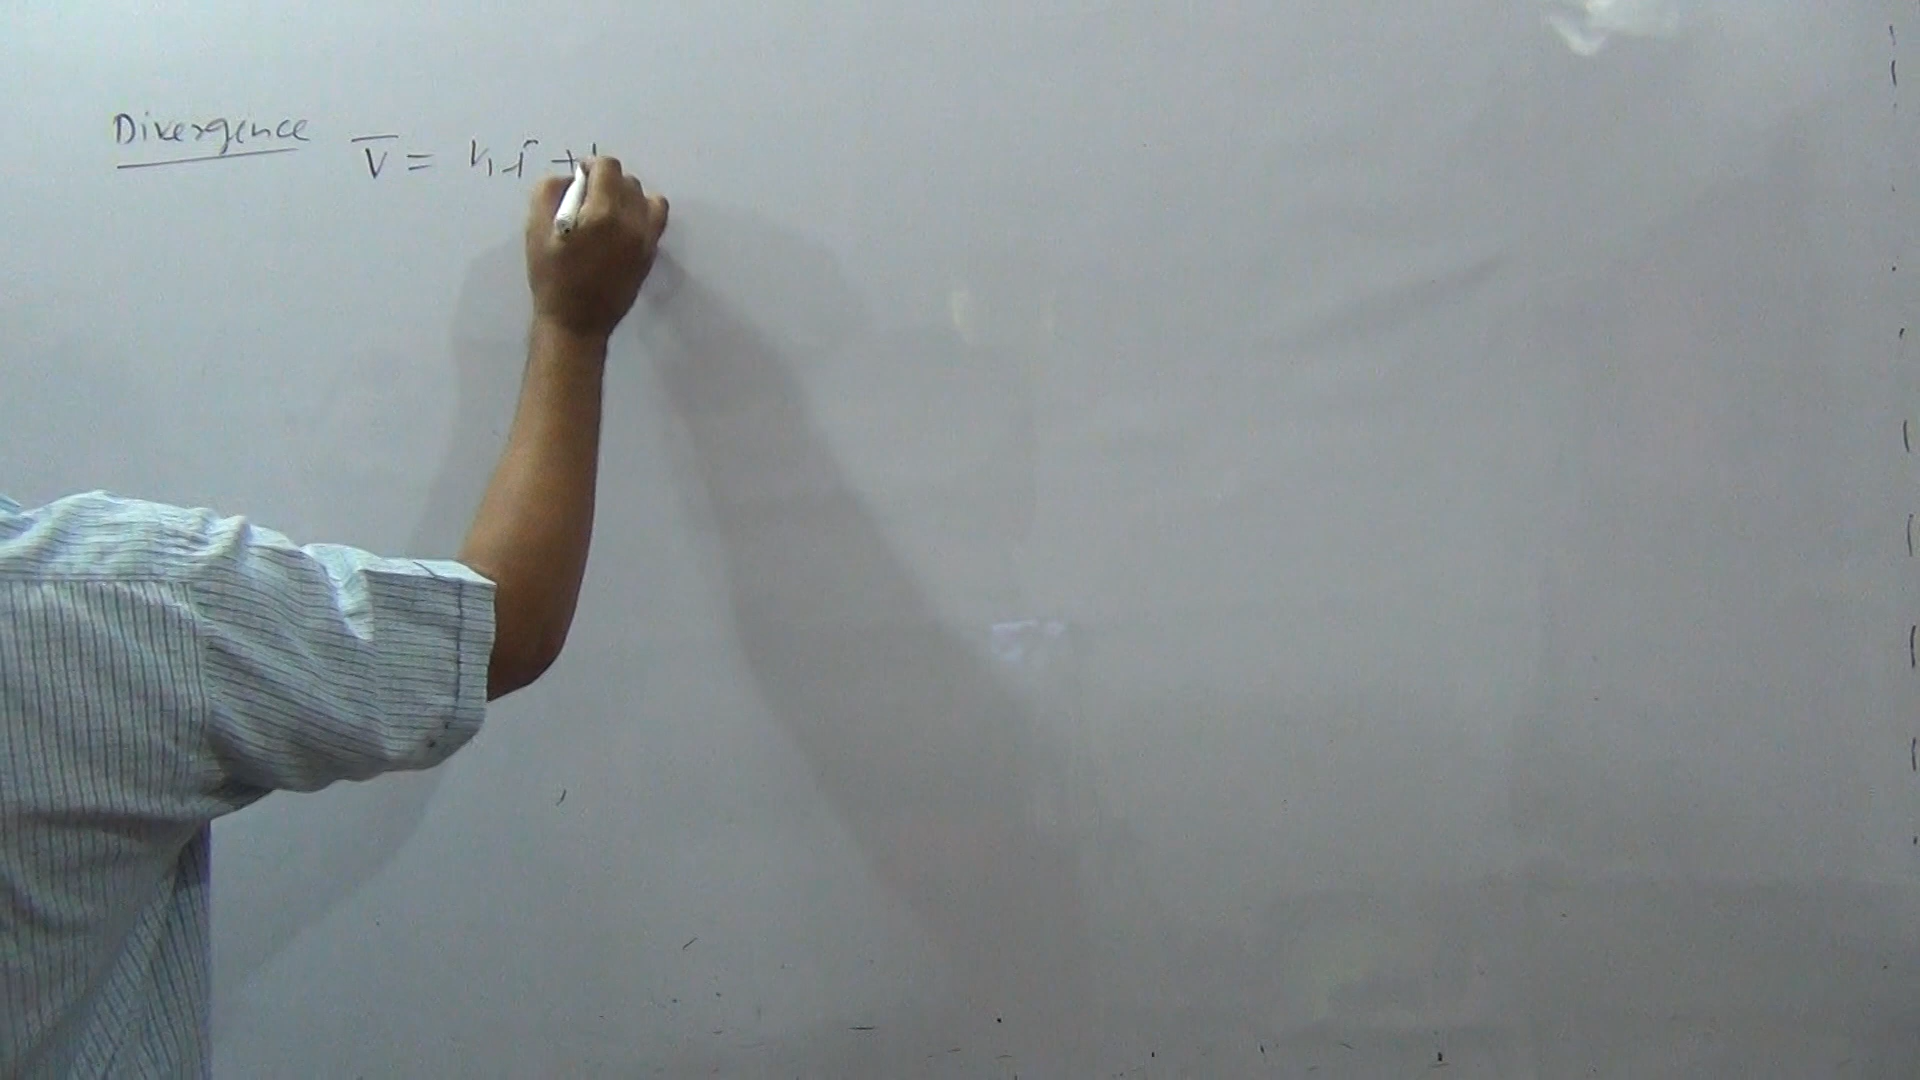 Divergence V̅ = V₁ î +